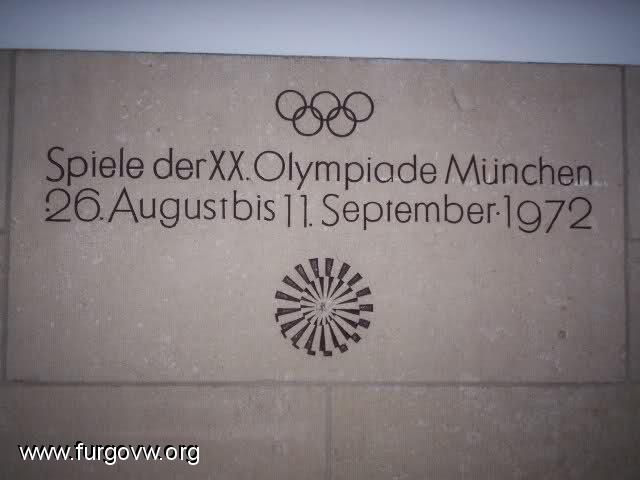 Spiele der XX. Olympiade München
26. August bis 11. September 1972
www.furgovw.org